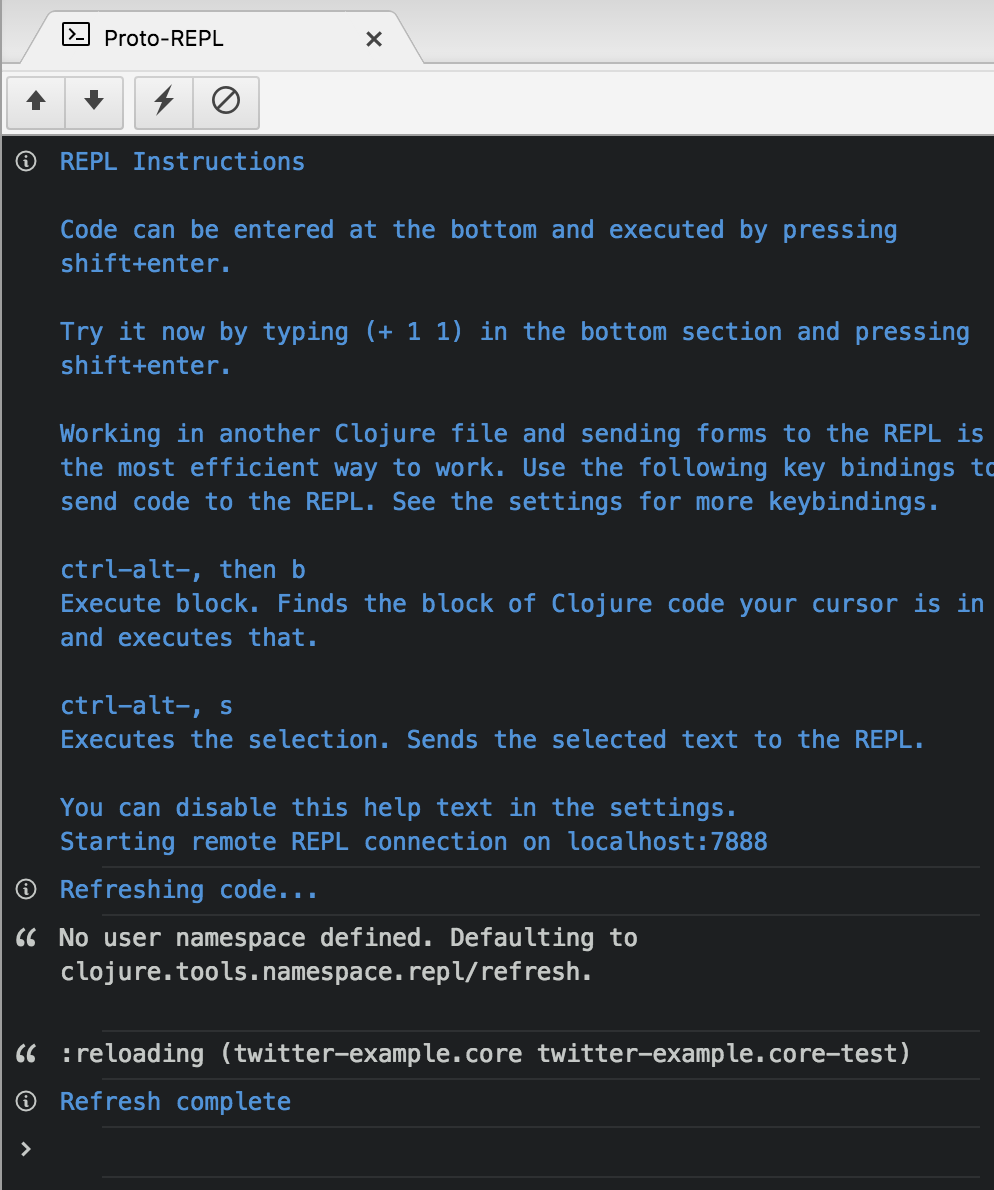 Proto-REPL
REPL Instructions
Code can be entered at the bottom and executed by pressing
shift+enter.
Try it now by typing (+ 1 1) in the bottom section and pressing
shift+enter.
Working in another Clojure file and sending forms to the REPL is
the most efficient way to work. Use the following key bindings to
send code to the REPL. See the settings for more keybindings.
ctrl-alt-, then b
Execute block. Finds the block of Clojure code your cursor is in
and executes that.
ctrl-alt-, s
Executes the selection. Sends the selected text to the REPL.
You can disable this help text in the settings.
Starting remote REPL connection on localhost:7888
Refreshing code...
No user namespace defined. Defaulting to
clojure.tools.namespace.repl/refresh.
:reloading (twitter-example.core twitter-example.core-test)
Refresh complete